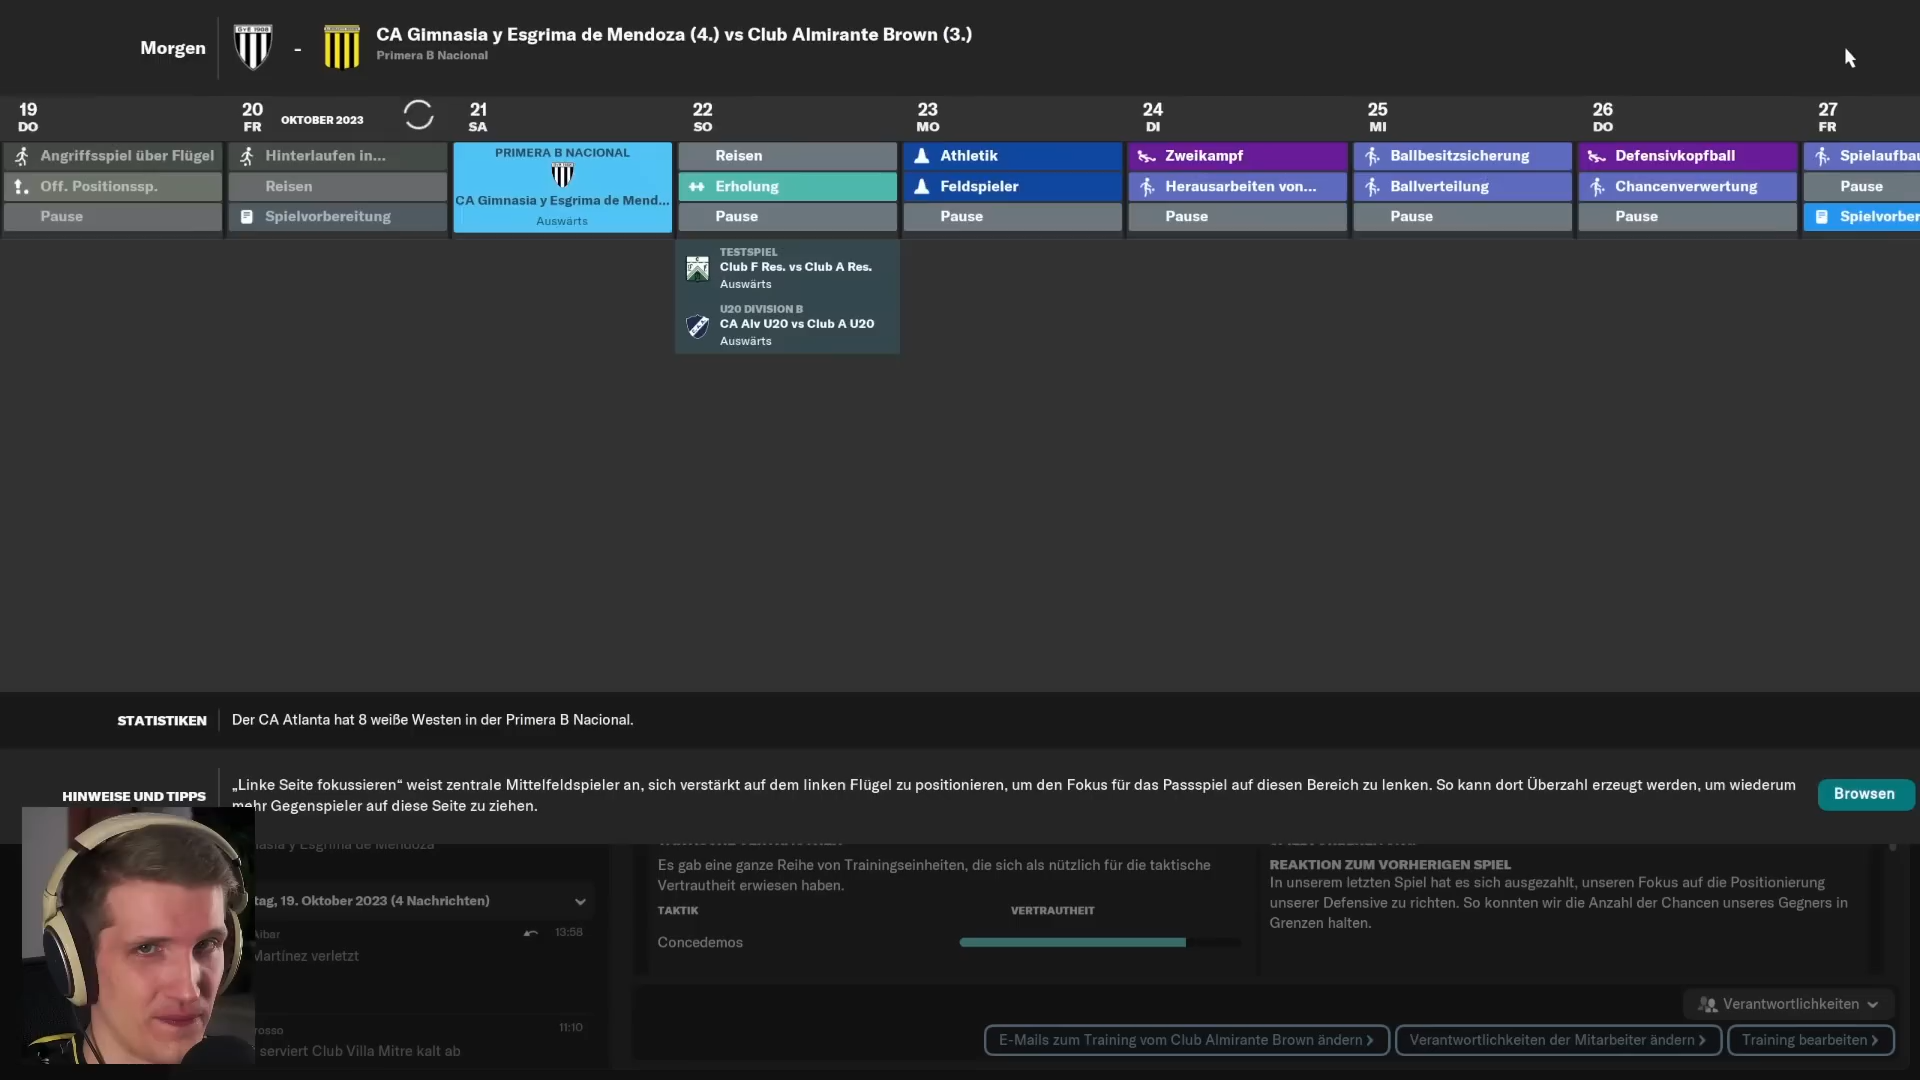 Morgen
-
CA Gimnasia y Esgrima de Mendoza (4.) vs Club Almirante Brown (3.)
Primera B Nacional
19
DO
20
FR
OKTOBER 2023
21
SA
22
SO
23
MO
24
DI
25
MI
26
DO
27
FR
Angriffsspiel über Flügel
Off. Positionssp.
Pause
Hinterlaufen in...
Reisen
Spielvorbereitung
PRIMERA B NACIONAL
CA Gimnasia y Esgrima de Mend...
Auswärts
Reisen
Erholung
Pause
TESTSPIEL
Club F Res. vs Club A Res.
Auswärts
U20 DIVISION B
CA Alv U20 vs Club A U20
Auswärts
Athletik
Feldspieler
Pause
Zweikampf
Herausarbeiten von...
Pause
Ballbesitzsicherung
Ballverteilung
Pause
Defensivkopfball
Chancenverwertung
Pause
Spielaufbau
Pause
Spielvorber
STATISTIKEN
Der CA Atlanta hat 8 weiße Westen in der Primera B Nacional.
HINWEISE UND TIPPS
„Linke Seite fokussieren“ weist zentrale Mittelfeldspieler an, sich verstärkt auf dem linken Flügel zu positionieren, um den Fokus für das Passspiel auf diesen Bereich zu lenken. So kann dort Überzahl erzeugt werden, um wiederum
mehr Gegenspieler auf diese Seite zu ziehen.
Browsen
nasia y Esgrima de Mendoza
tag, 19. Oktober 2023 (4 Nachrichten)
Aibar
13:58
Martínez verletzt
rosso
11:10
serviert Club Villa Mitre kalt ab
Es gab eine ganze Reihe von Trainingseinheiten, die sich als nützlich für die taktische
Vertrautheit erwiesen haben.
TAKTIK
VERTRAUTHEIT
Concedemos
REAKTION ZUM VORHERIGEN SPIEL
In unserem letzten Spiel hat es sich ausgezahlt, unseren Fokus auf die Positionierung
unserer Defensive zu richten. So konnten wir die Anzahl der Chancen unseres Gegners in
Grenzen halten.
Verantwortlichkeiten
E-Mails zum Training vom Club Almirante Brown ändern
Verantwortlichkeiten der Mitarbeiter ändern
Training bearbeiten